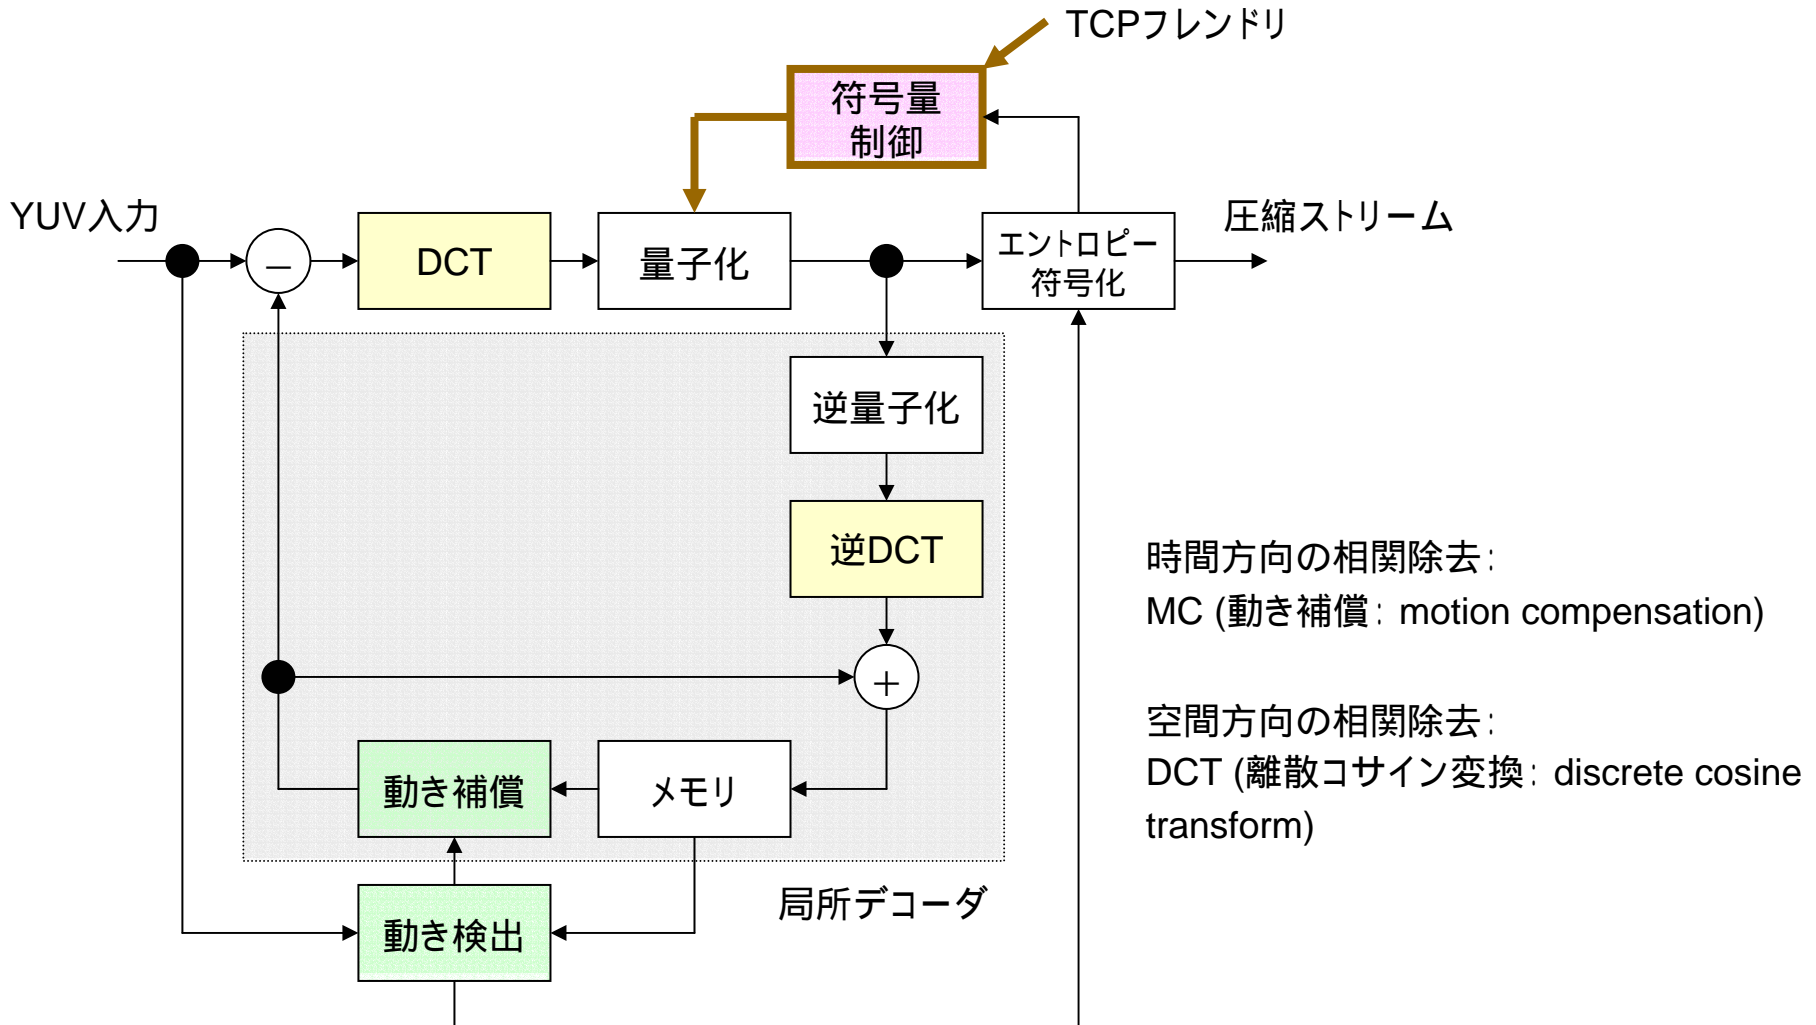 TCPフレンドリ
符号量
制御
YUV入力
−
DCT
量子化
エントロピー
符号化
圧縮ストリーム
逆量子化
逆DCT
+
動き補償
メモリ
動き検出
局所デコーダ
時間方向の相関除去:
MC (動き補償: motion compensation)
空間方向の相関除去:
DCT (離散コサイン変換: discrete cosine
transform)